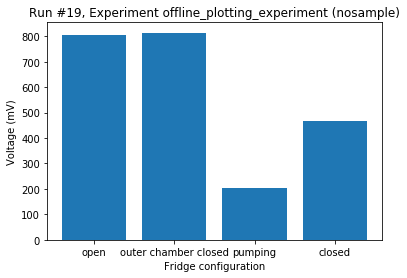 Run #19, Experiment offline_plotting_experiment (nosample)
800
700
600
500
400
300
200
100
0
Voltage (mV)
open outer chamber closed pumping closed
Fridge configuration